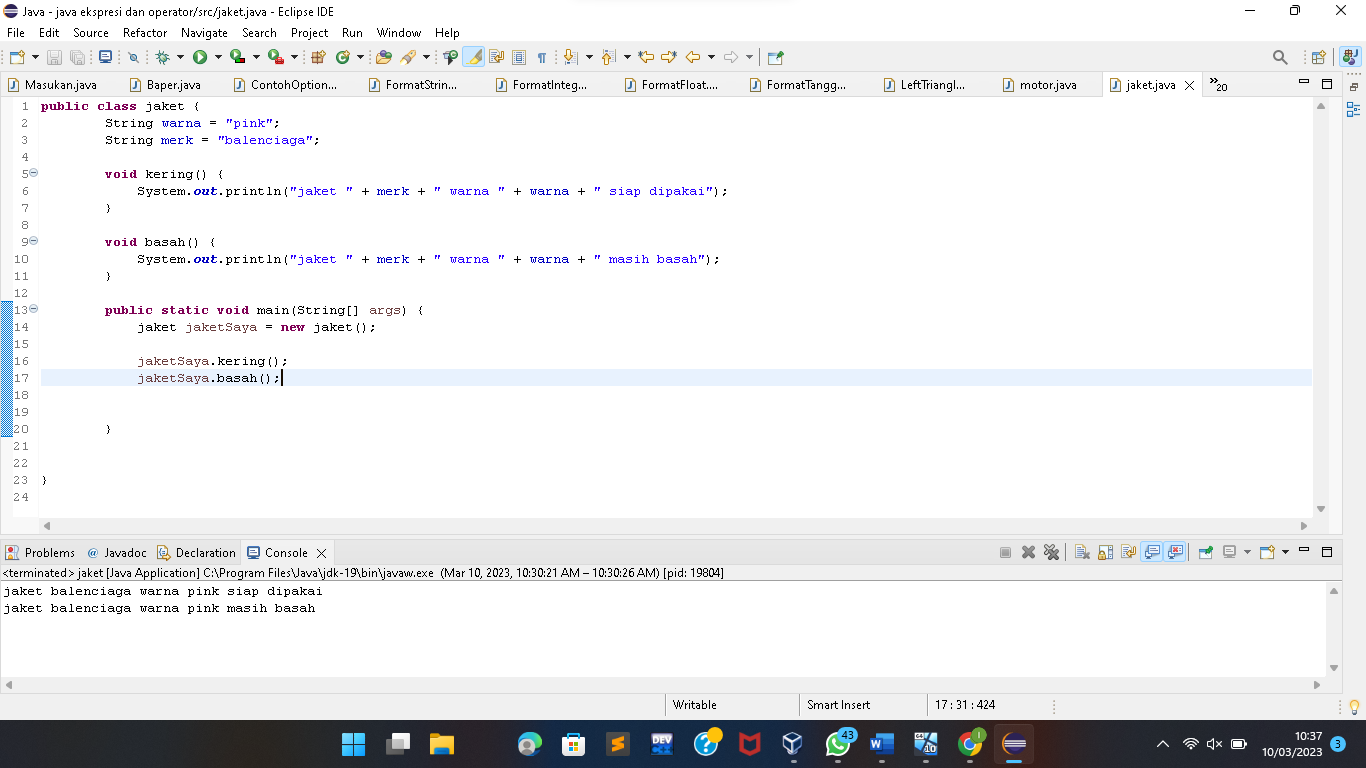 Java - java ekspresi dan operator/src/jaket.java - Eclipse IDE
File Edit Source Refactor Navigate Search Project Run Window Help
Masukan.java Baper.java ContohOption... FormatStrin... FormatInteg... FormatFloat.... FormatTangg... LeftTriangl... motor.java jaket.java »20
1 public class jaket {
2 String warna = "pink";
3 String merk = "balenciaga";
4
5 void kering() {
6 System.out.println("jaket " + merk + " warna " + warna + " siap dipakai");
7 }
8
9 void basah() {
10 System.out.println("jaket " + merk + " warna " + warna + " masih basah");
11 }
12
13 public static void main(String[] args) {
14 jaket jaketSaya = new jaket();
15
16 jaketSaya.kering();
17 jaketSaya.basah();
18
19
20 }
21
22
23 }
24
Problems @ Javadoc Declaration Console
<terminated> jaket [Java Application] C:\Program Files\Java\jdk-19\bin\javaw.exe (Mar 10, 2023, 10:30:21 AM – 10:30:26 AM) [pid: 19804]
jaket balenciaga warna pink siap dipakai
jaket balenciaga warna pink masih basah
Writable Smart Insert 17 : 31 : 424
DEV 43 10 10:37
10/03/2023 3